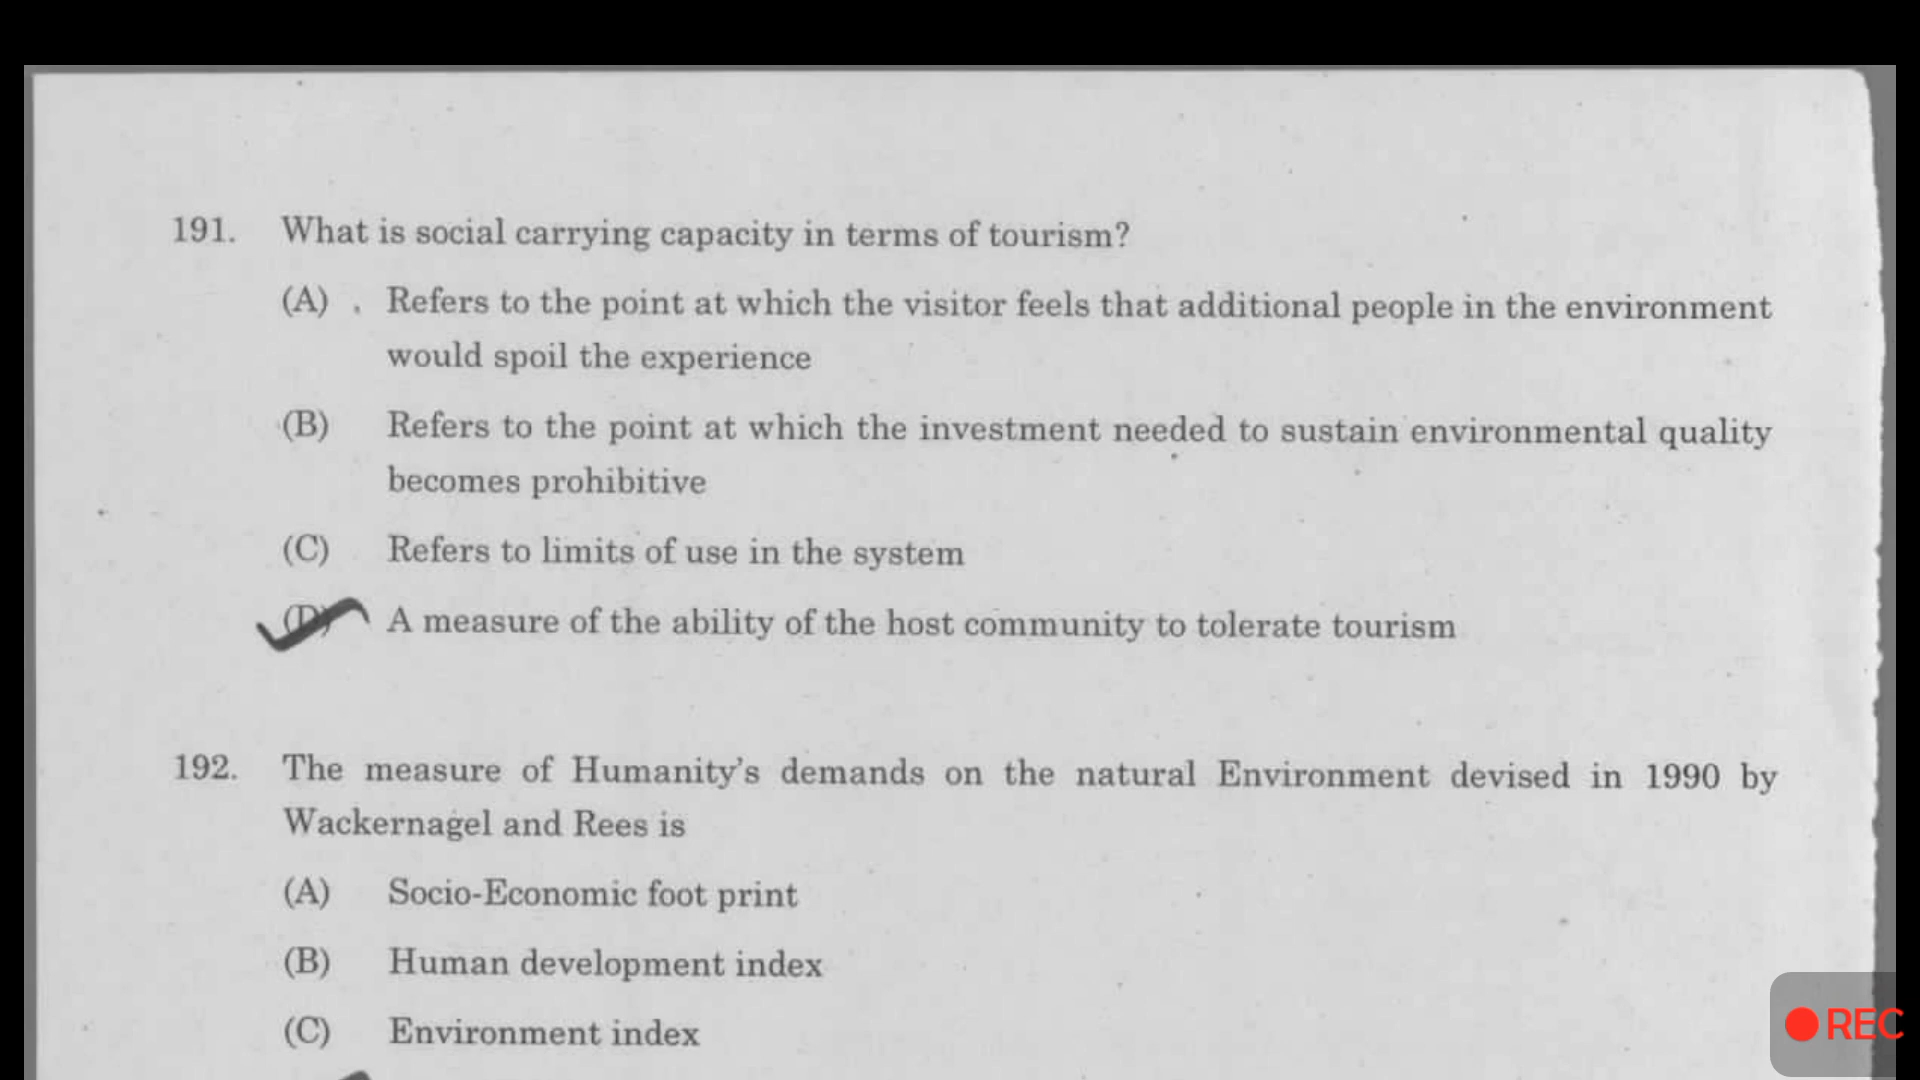 191. What is social carrying capacity in terms of tourism?
(A) . Refers to the point at which the visitor feels that additional people in the environment
would spoil the experience
(B) Refers to the point at which the investment needed to sustain environmental quality
becomes prohibitive
(C) Refers to limits of use in the system
(D) A measure of the ability of the host community to tolerate tourism
192. The measure of Humanity's demands on the natural Environment devised in 1990 by
Wackernagel and Rees is
(A) Socio-Economic foot print
(B) Human development index
(C) Environment index
REC